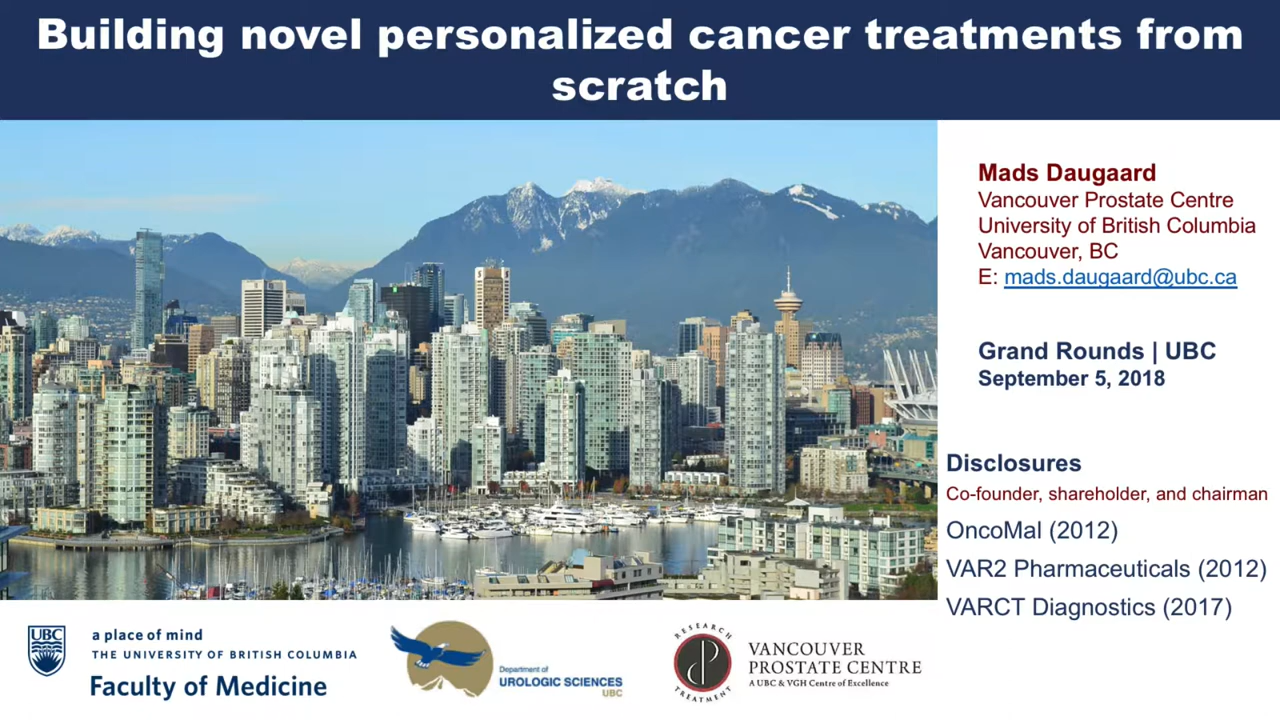 Building novel personalized cancer treatments from
scratch
Mads Daugaard
Vancouver Prostate Centre
University of British Columbia
Vancouver, BC
E: mads.daugaard@ubc.ca
Grand Rounds | UBC
September 5, 2018
Disclosures
Co-founder, shareholder, and chairman
OncoMal (2012)
VAR2 Pharmaceuticals (2012)
VARCT Diagnostics (2017)
UBC
a place of mind
THE UNIVERSITY OF BRITISH COLUMBIA
Faculty of Medicine
Department of
UROLOGIC SCIENCES
UBC
RESEARCH
TREATMENT
VANCOUVER
PROSTATE CENTRE
A UBC & VGH Centre of Excellence